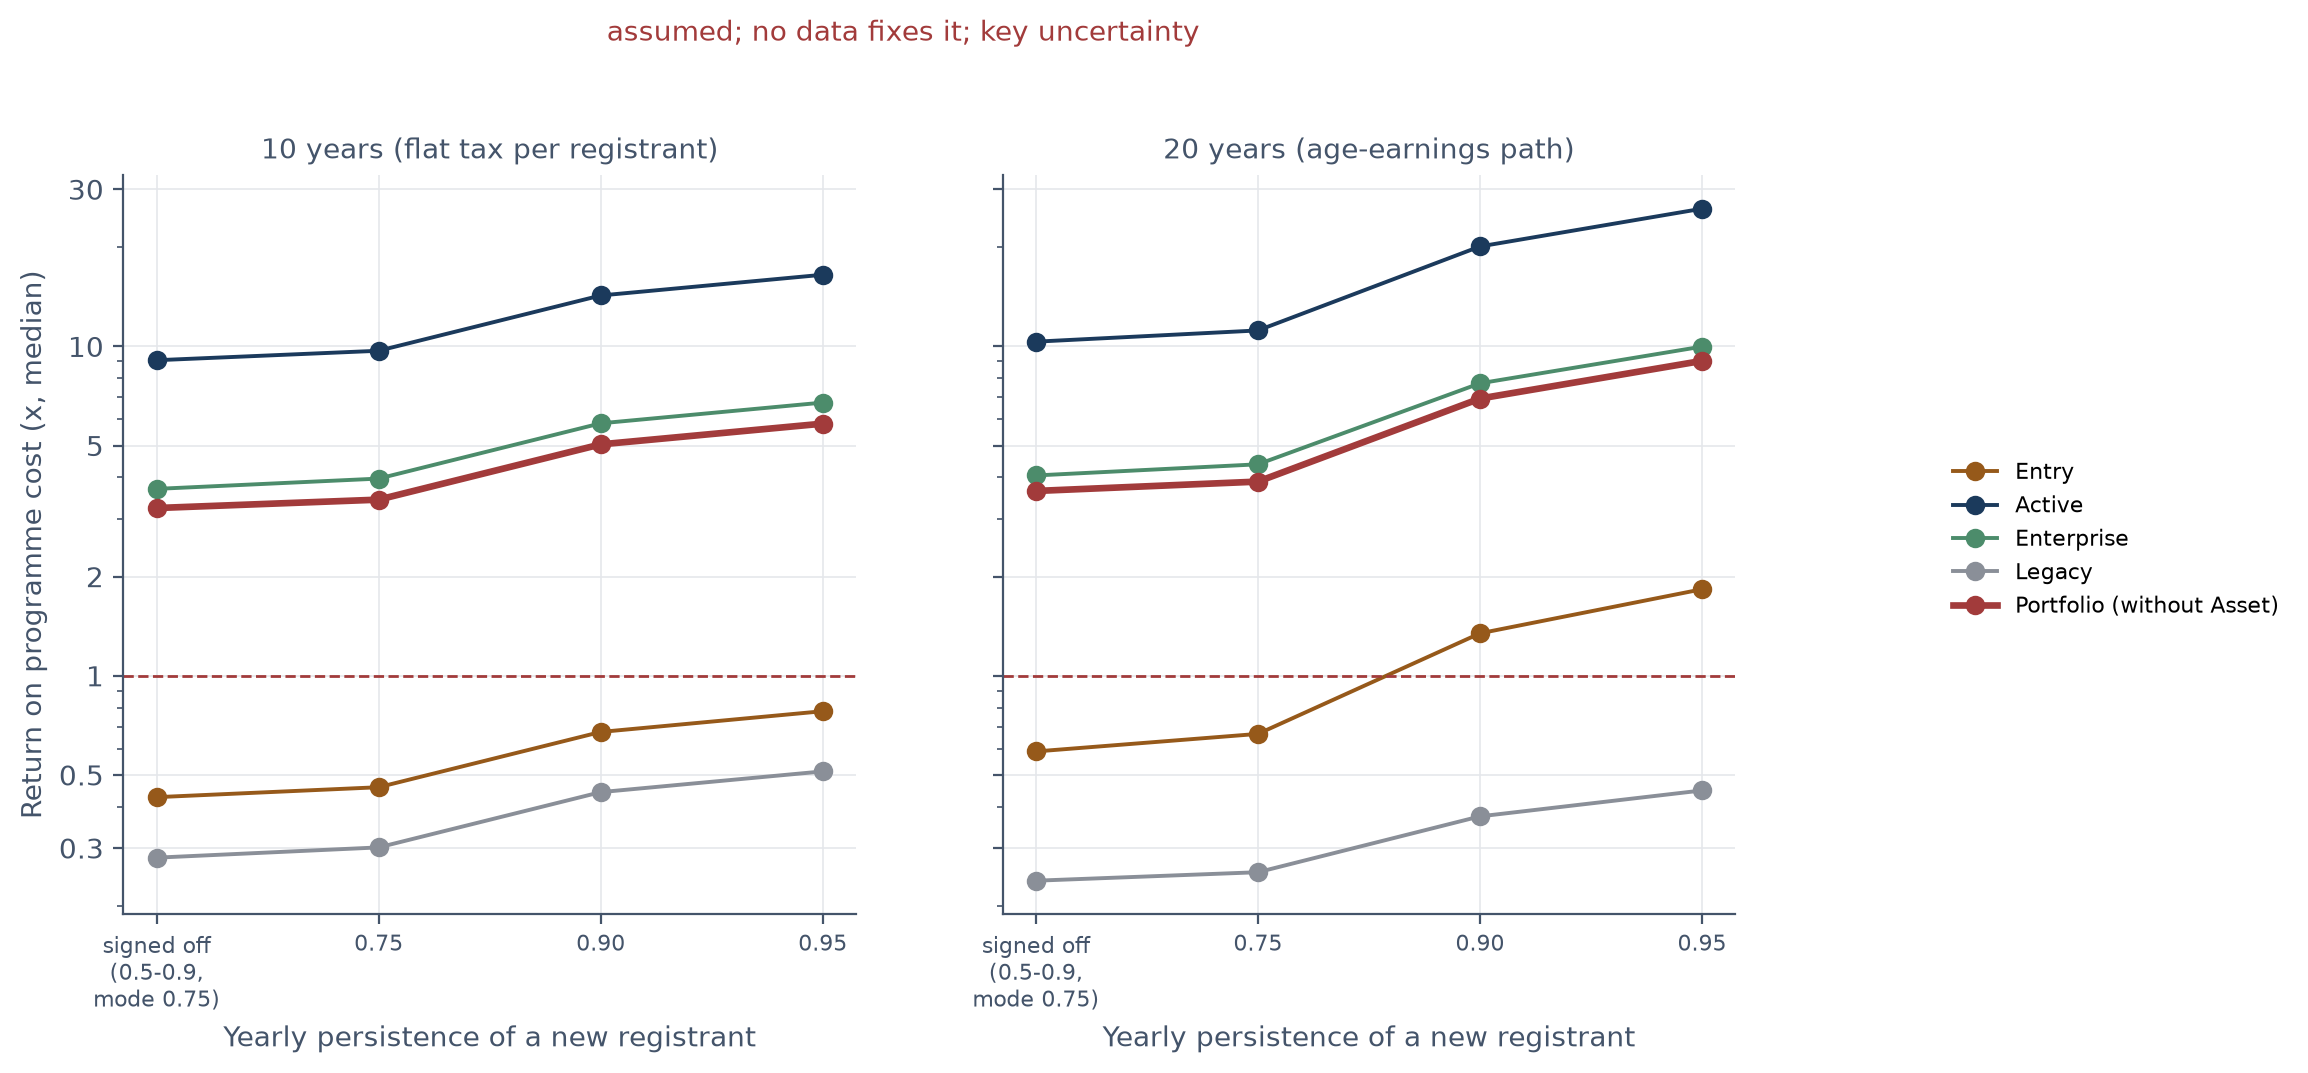 assumed; no data fixes it; key uncertainty
10 years (flat tax per registrant)
20 years (age-earnings path)
Return on programme cost (x, median)
30
10
5
2
1
0.5
0.3
signed off
(0.5-0.9,
mode 0.75)
0.75
0.90
0.95
signed off
(0.5-0.9,
mode 0.75)
0.75
0.90
0.95
Yearly persistence of a new registrant
Yearly persistence of a new registrant
Entry
Active
Enterprise
Legacy
Portfolio (without Asset)